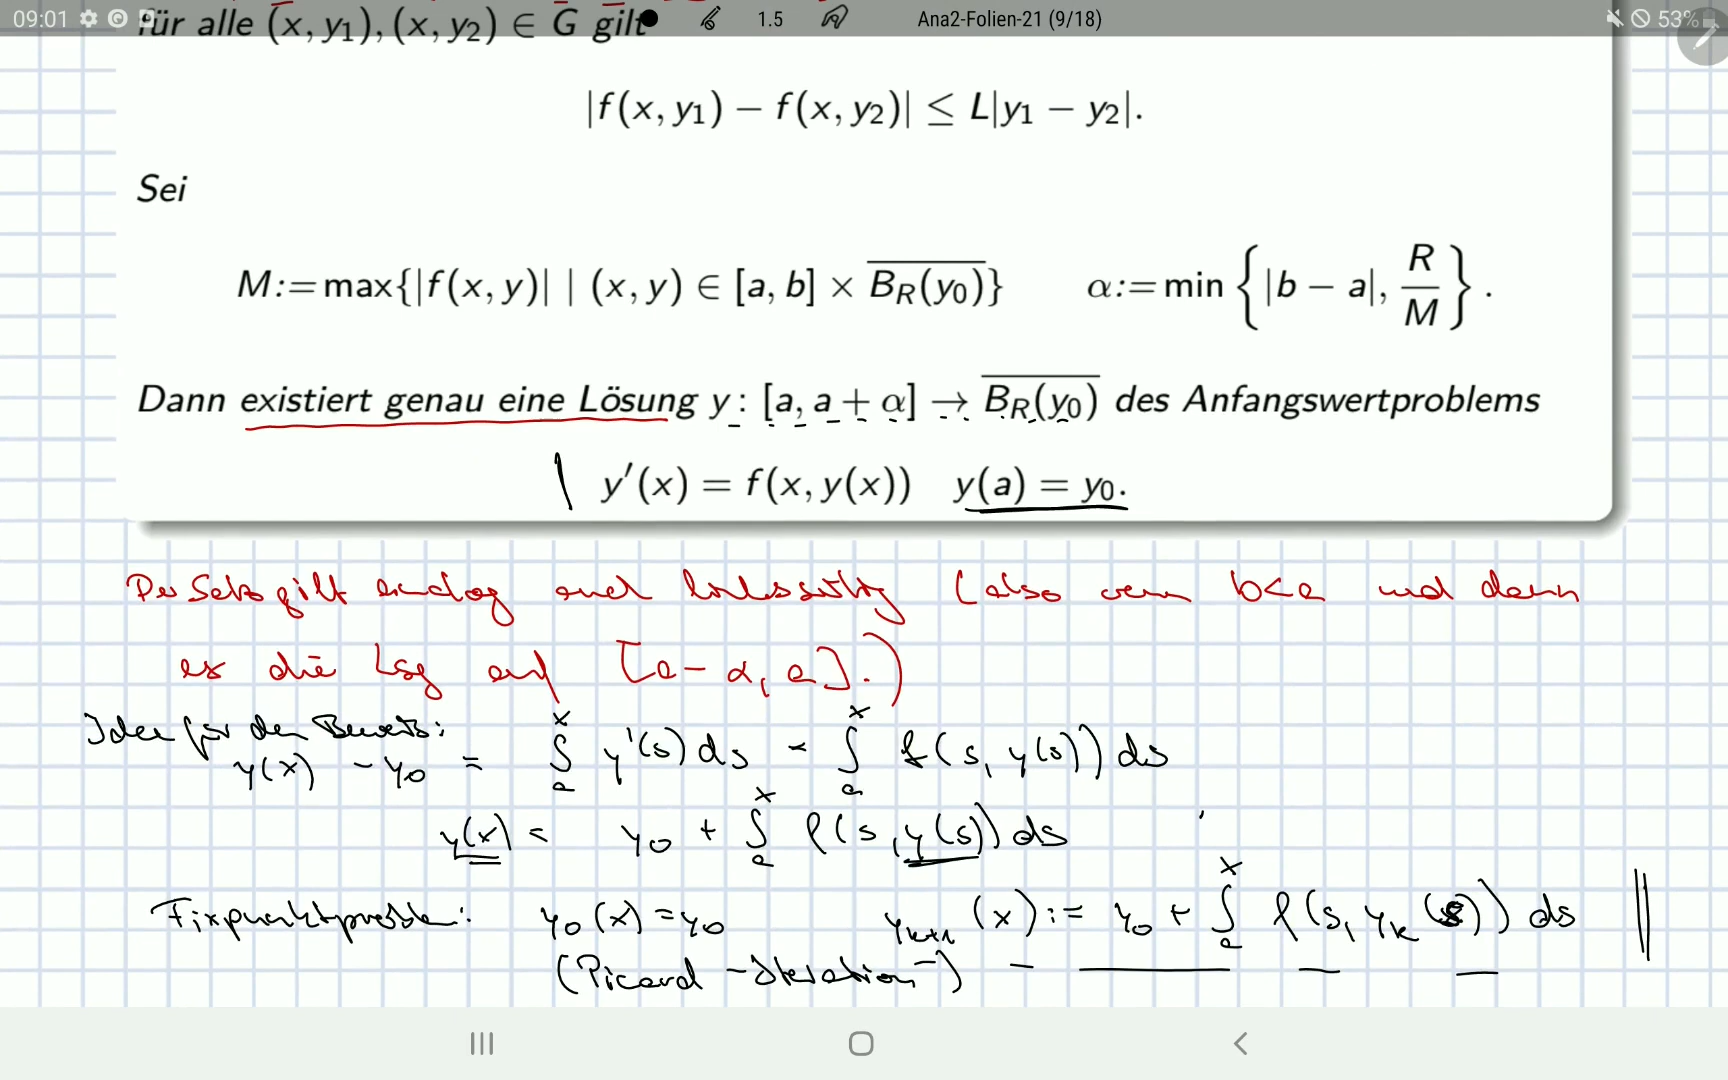 09:01 1.5 Ana2-Folien-21 (9/18) 53%
für alle (x, y₁), (x, y₂) ∈ G gilt
|f(x, y₁) − f(x, y₂)| ≤ L|y₁ − y₂|.
Sei
M:=max{|f(x, y)| | (x, y) ∈ [a, b] × \overline{B_R(y₀)}} α:=min {|b − a|, R/M}.
Dann existiert genau eine Lösung y: [a, a + α] → \overline{B_R(y₀)} des Anfangswertproblems
y′(x) = f(x, y(x)) y(a) = y₀.
Der Satz gilt analog auch linksseitig (also wenn b<a und dann
es die Lsg auf [a − α, a].)
Idee für den Beweis:
y(x) − y₀ = ∫ₐˣ y'(s) ds = ∫ₐˣ f(s, y(s)) ds
y(x) = y₀ + ∫ₐˣ f(s, y(s)) ds
Fixpunktproblem: y₀(x) = y₀ yₖ₊₁(x) := y₀ + ∫ₐˣ f(s, yₖ(s)) ds
(Picard-Iteration)